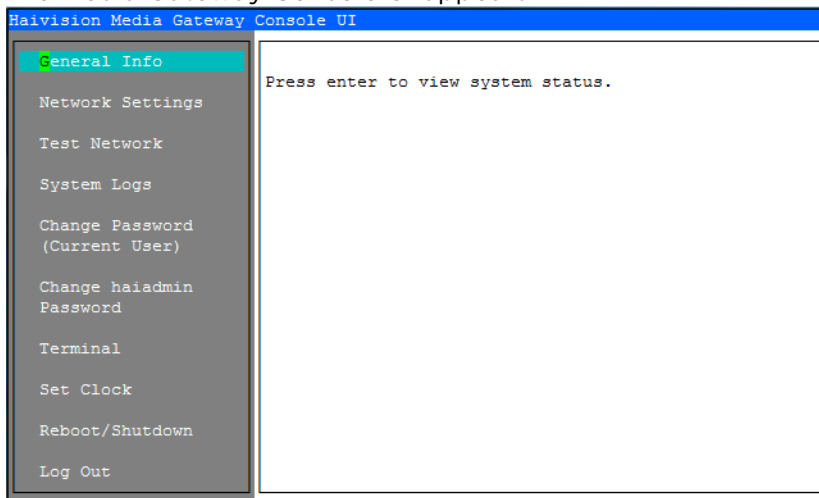 Haivision Media Gateway Console UI
General Info
Network Settings
Test Network
System Logs
Change Password
(Current User)
Change haiadmin
Password
Terminal
Set Clock
Reboot/Shutdown
Log Out
Press enter to view system status.